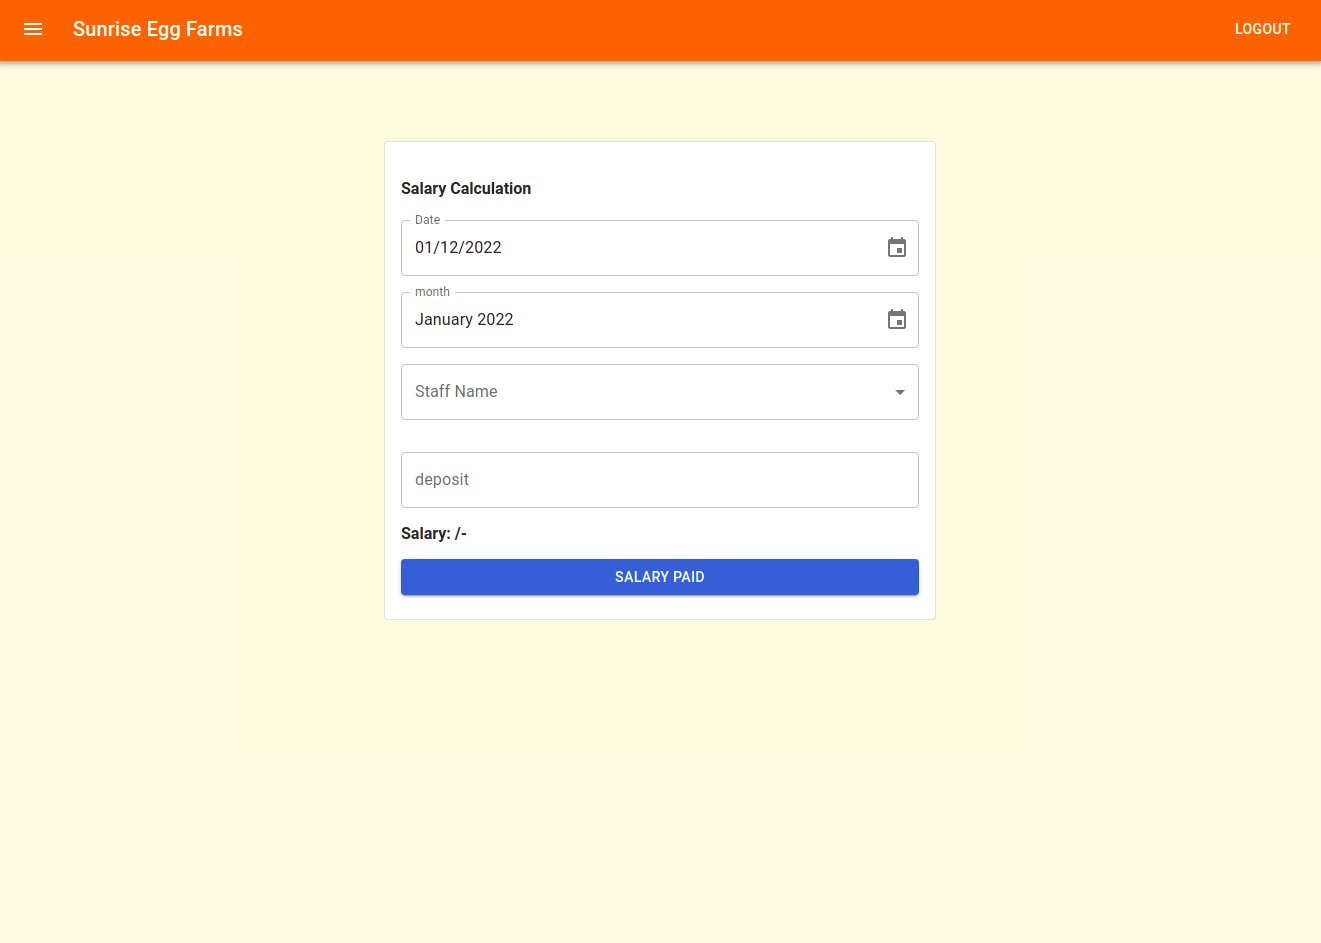 Sunrise Egg Farms
LOGOUT
Salary Calculation
Date
01/12/2022
month
January 2022
Staff Name
deposit
Salary: /-
SALARY PAID